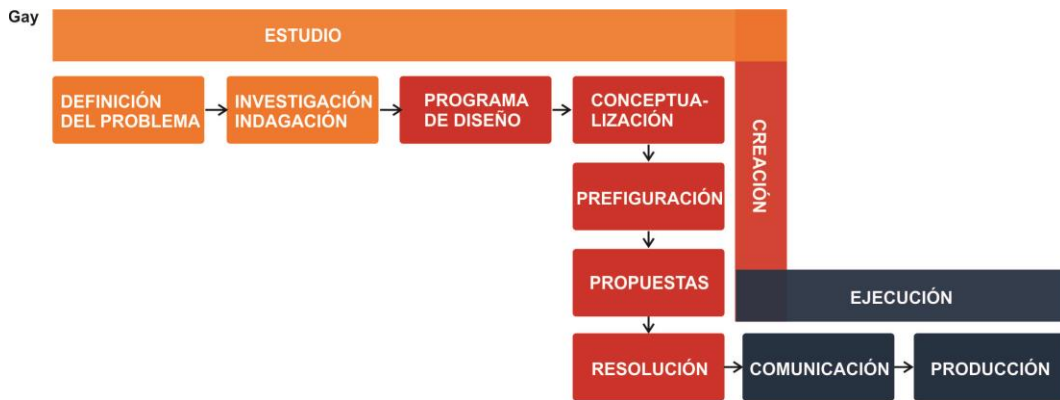 Gay
ESTUDIO
DEFINICIÓN
DEL PROBLEMA
INVESTIGACIÓN
INDAGACIÓN
PROGRAMA
DE DISEÑO
CONCEPTUA-
LIZACIÓN
CREACIÓN
PREFIGURACIÓN
PROPUESTAS
EJECUCIÓN
RESOLUCIÓN
COMUNICACIÓN
PRODUCCIÓN